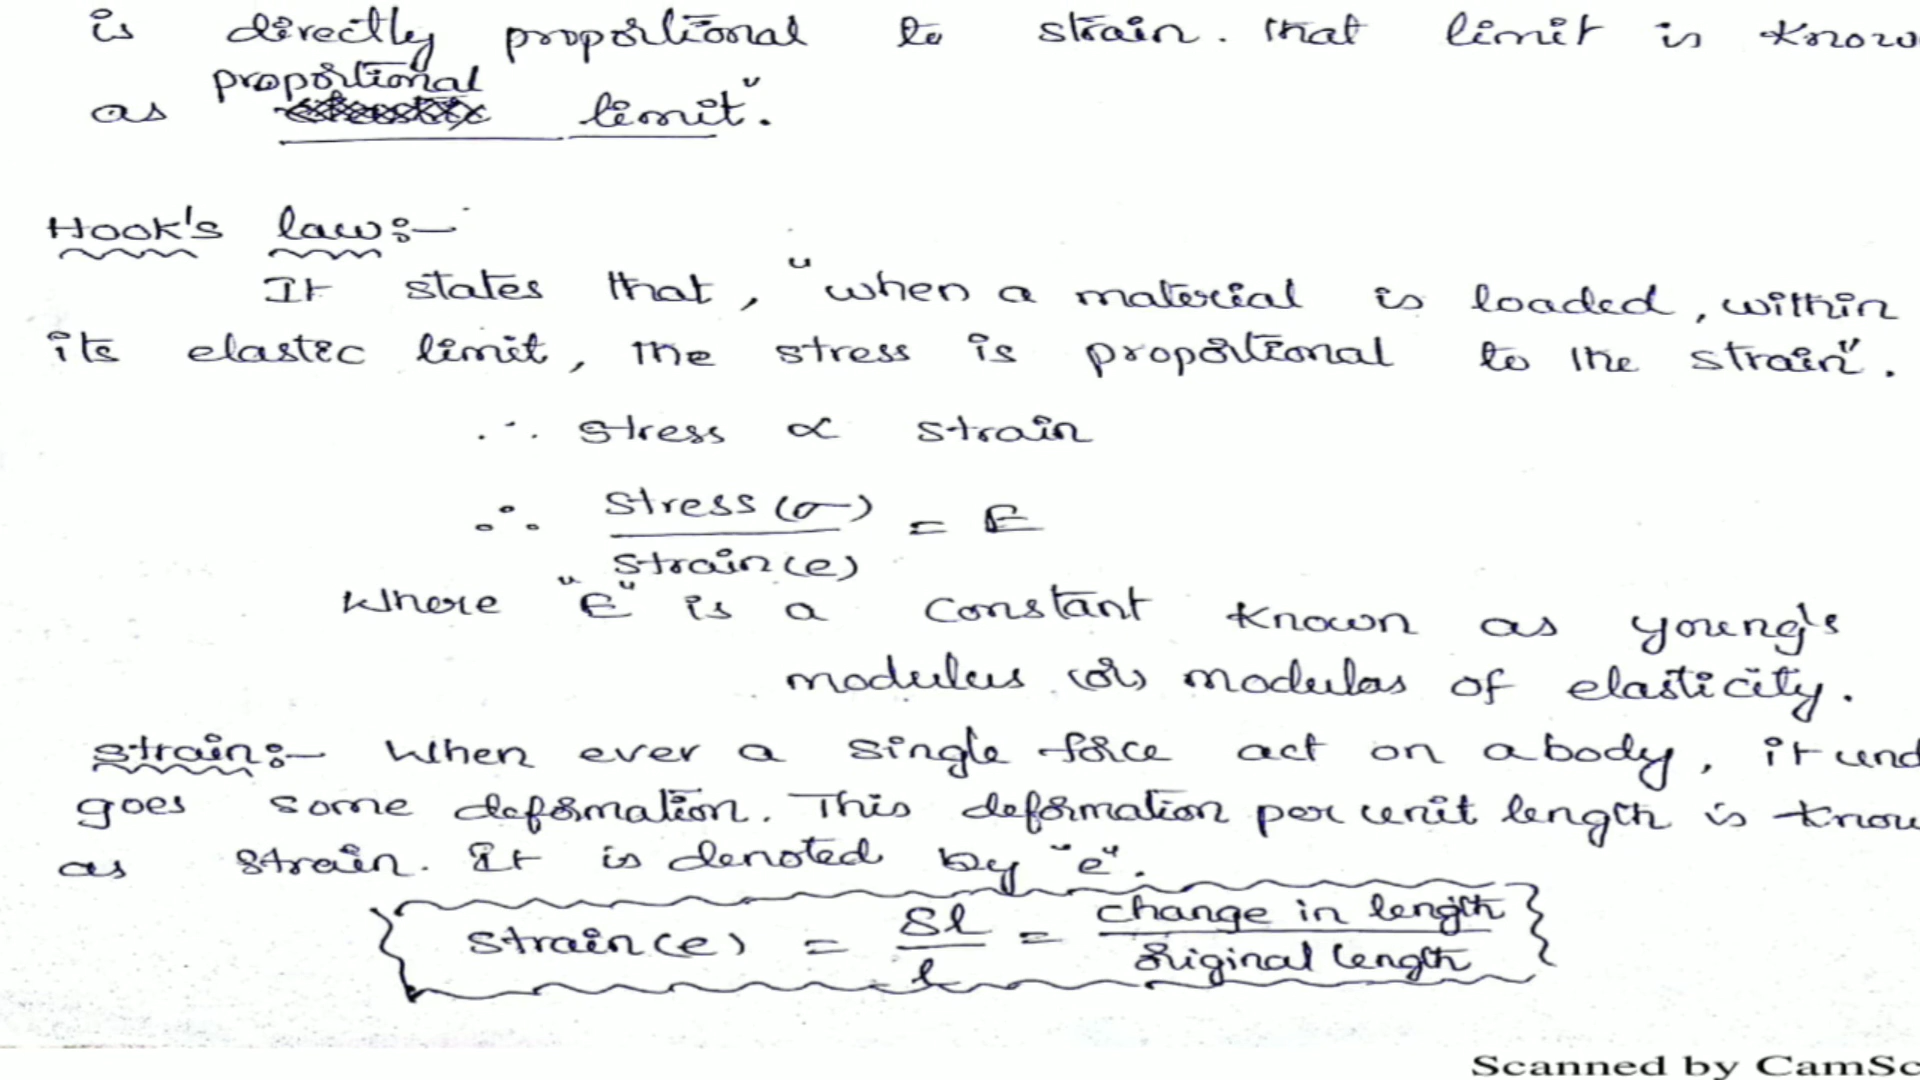 is directly proportional to strain. that limit is know
proportional
as limit".
Hook's law:-
It states that, "when a material is loaded, within
its elastic limit, the stress is proportional to the strain".
∴ stress ∝ strain
∴ Stress (σ) / Strain (e) = E
Where "E" is a constant known as young's
modulus (or) modulas of elasticity.
strain:- When ever a single force act on a body, it und
goes some deformation. This deformation per unit length is know
as strain. It is denoted by "e".
strain (e) = δl / l = change in length / original length
Scanned by CamSc